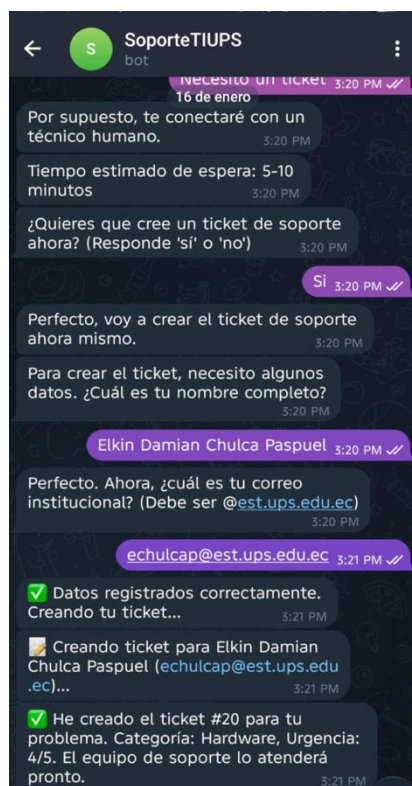 SoporteTIUPS
S
bot
Necesito un ticket 3:20 PM
16 de enero
Por supuesto, te conectaré con un
técnico humano. 3:20 PM
Tiempo estimado de espera: 5-10
minutos 3:20 PM
¿Quieres que cree un ticket de soporte
ahora? (Responde 'sí' o 'no') 3:20 PM
Si 3:20 PM
Perfecto, voy a crear el ticket de soporte
ahora mismo. 3:20 PM
Para crear el ticket, necesito algunos
datos. ¿Cuál es tu nombre completo?
3:20 PM
Elkin Damian Chulca Paspuel 3:20 PM
Perfecto. Ahora, ¿cuál es tu correo
institucional? (Debe ser @est.ups.edu.ec)
3:20 PM
echulcap@est.ups.edu.ec 3:21 PM
✅ Datos registrados correctamente.
Creando tu ticket... 3:21 PM
📝 Creando ticket para Elkin Damian
Chulca Paspuel (echulcap@est.ups.edu
.ec)... 3:21 PM
✅ He creado el ticket #20 para tu
problema. Categoría: Hardware, Urgencia:
4/5. El equipo de soporte lo atenderá
pronto. 3:21 PM